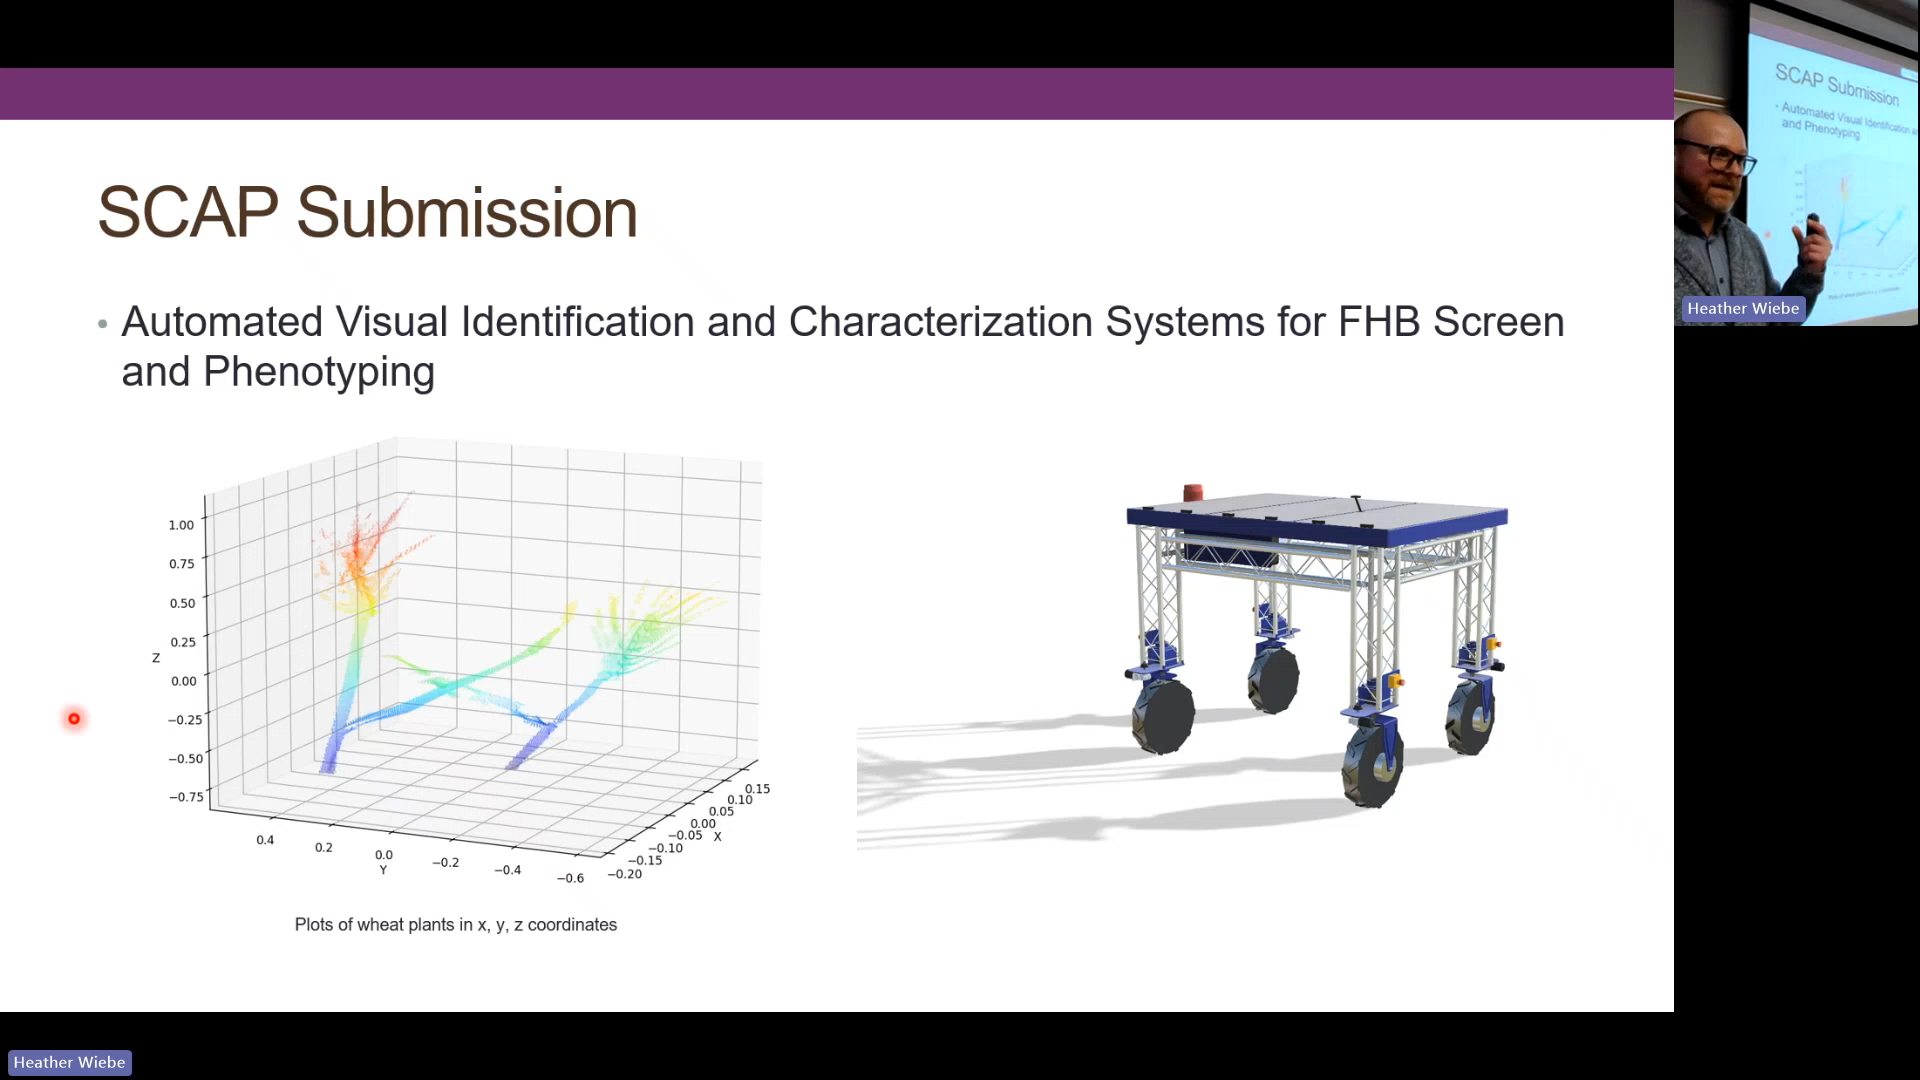 SCAP Submission
• Automated Visual Identification and Characterization Systems for FHB Screen
and Phenotyping
1.00
0.75
0.50
0.25
0.00
−0.25
−0.50
−0.75
Z
0.4
0.2
0.0
−0.2
−0.4
−0.6
Y
0.15
0.10
0.05
0.00
−0.05
−0.10
−0.15
−0.20
X
Plots of wheat plants in x, y, z coordinates
SCAP Submission
• Automated Visual Identification
and Phenotyping
Heather Wiebe
Heather Wiebe